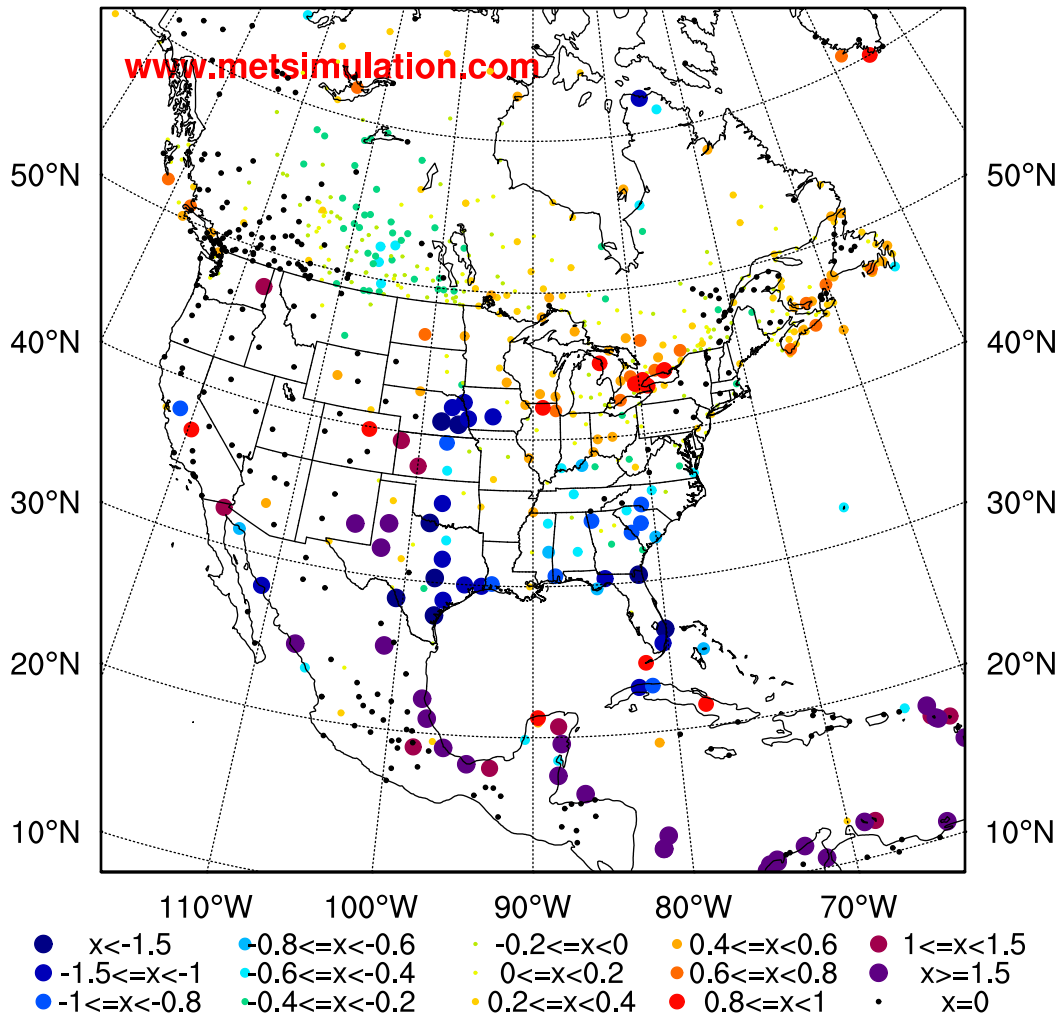 www.metsimulation.com
50°N 50°N
40°N 40°N
30°N 30°N
20°N 20°N
10°N 10°N
110°W 100°W 90°W 80°W 70°W
x<-1.5 -0.8<=x<-0.6 -0.2<=x<0 0.4<=x<0.6 1<=x<1.5
-1.5<=x<-1 -0.6<=x<-0.4 0<=x<0.2 0.6<=x<0.8 x>=1.5
-1<=x<-0.8 -0.4<=x<-0.2 0.2<=x<0.4 0.8<=x<1 x=0